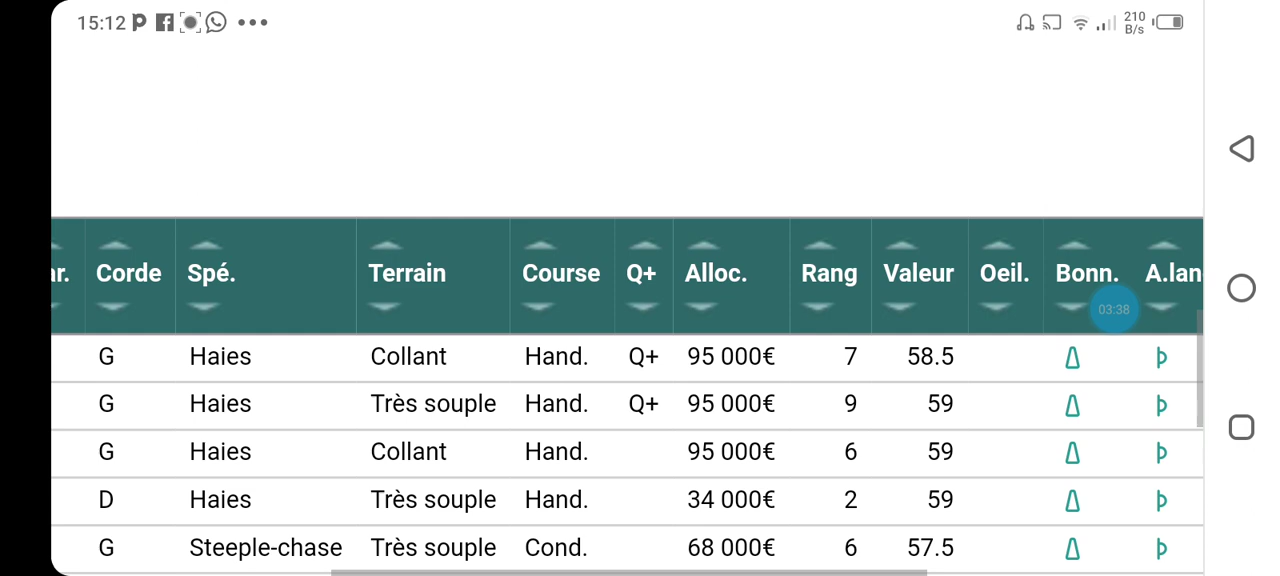 15:12 210 B/s
ar. Corde Spé. Terrain Course Q+ Alloc. Rang Valeur Oeil. Bonn. A.lan
03:38
G Haies Collant Hand. Q+ 95 000€ 7 58.5
G Haies Très souple Hand. Q+ 95 000€ 9 59
G Haies Collant Hand. 95 000€ 6 59
D Haies Très souple Hand. 34 000€ 2 59
G Steeple-chase Très souple Cond. 68 000€ 6 57.5